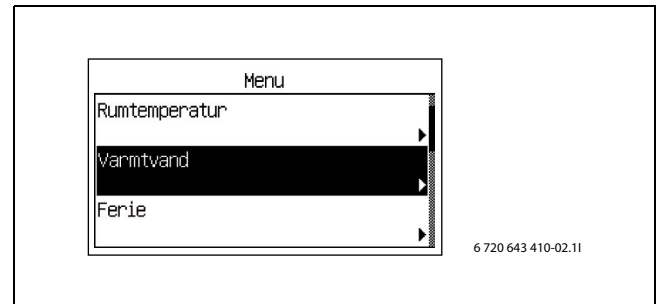 Menu
Rumtemperatur
Varmtvand
Ferie
6 720 643 410-02.1I